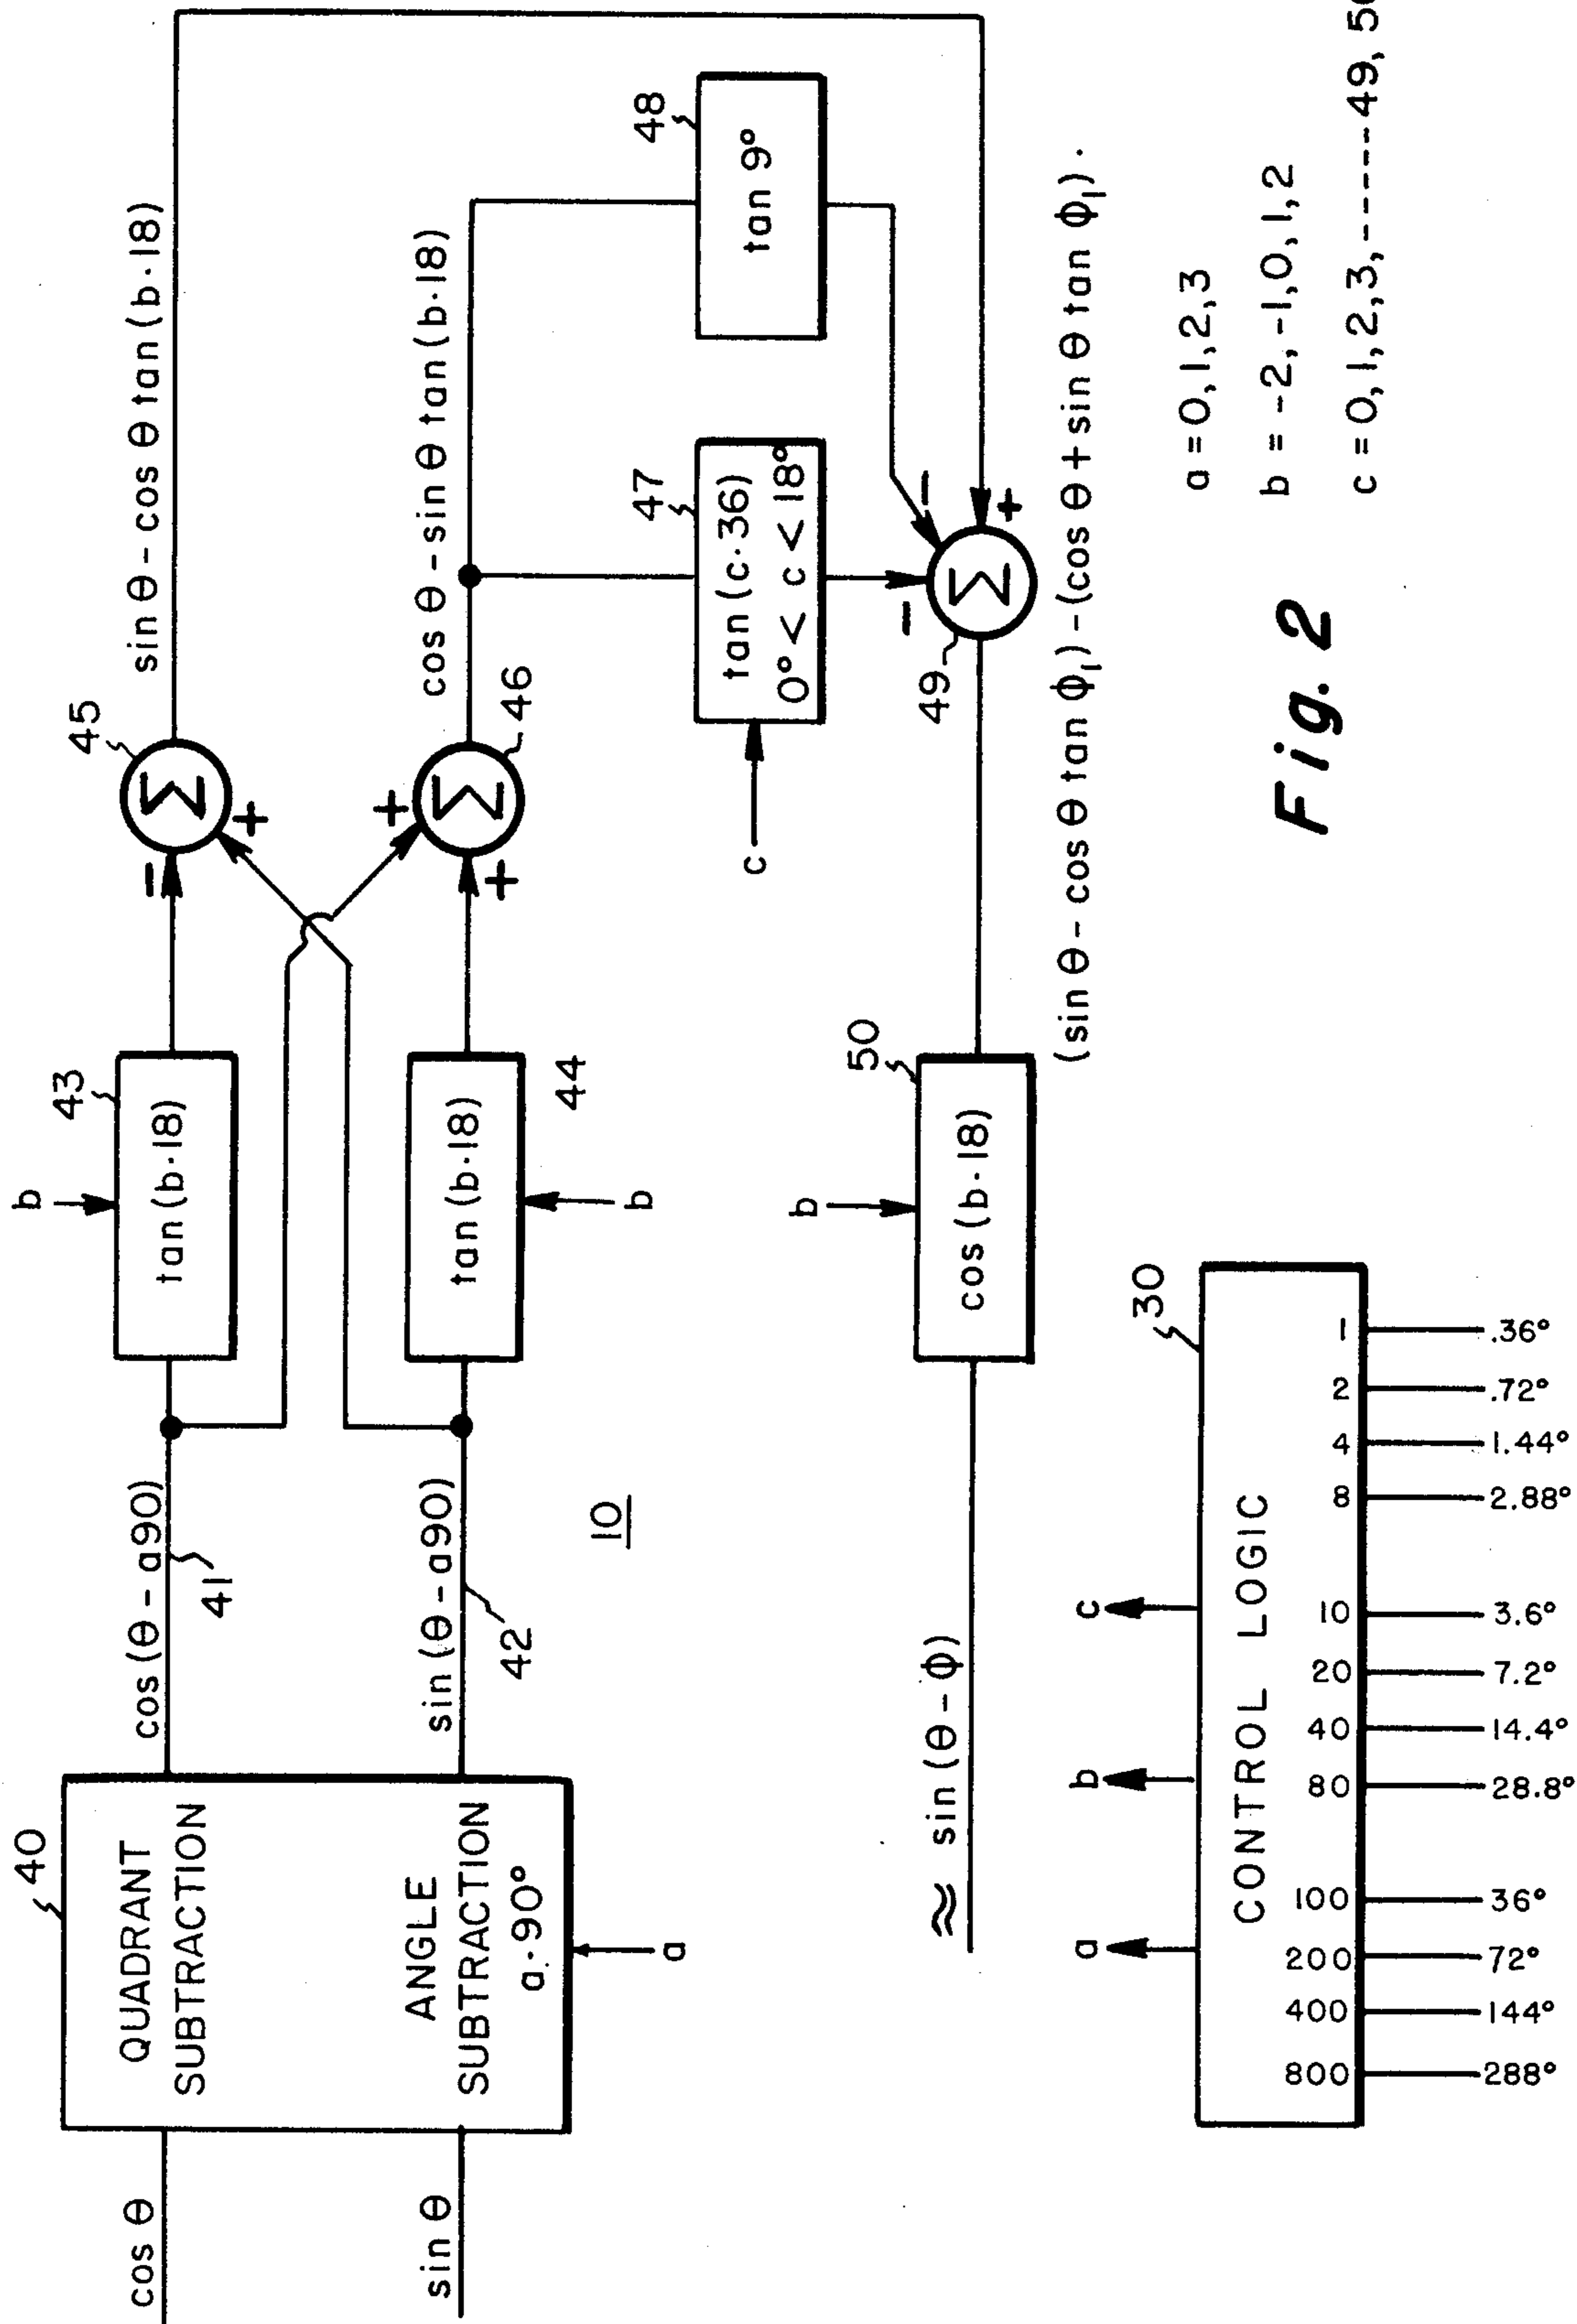 cos θ
sin θ
40
QUADRANT
SUBTRACTION
ANGLE
SUBTRACTION
a·90°
a
cos (θ - a90)
41
sin (θ - a90)
42
10
b
43
tan (b·18)
tan (b·18)
44
b
45
Σ
-
+
46
Σ
+
+
sin θ - cos θ tan (b·18)
cos θ - sin θ tan (b·18)
47
tan (c·36)
0° < c < 18°
c
48
tan 9°
49
Σ
-
-
+
(sin θ - cos θ tan ϕ₁) - (cos θ + sin θ tan ϕ₁) ·
50
cos (b·18)
b
≈ sin (θ - ϕ)
a b c
30
CONTROL LOGIC
800 400 200 100 80 40 20 10 8 4 2 1
288° 144° 72° 36° 28.8° 14.4° 7.2° 3.6° 2.88° 1.44° .72° .36°
a = 0, 1, 2, 3
b = -2, -1, 0, 1, 2
c = 0, 1, 2, 3, ------ 49,
Fig. 2